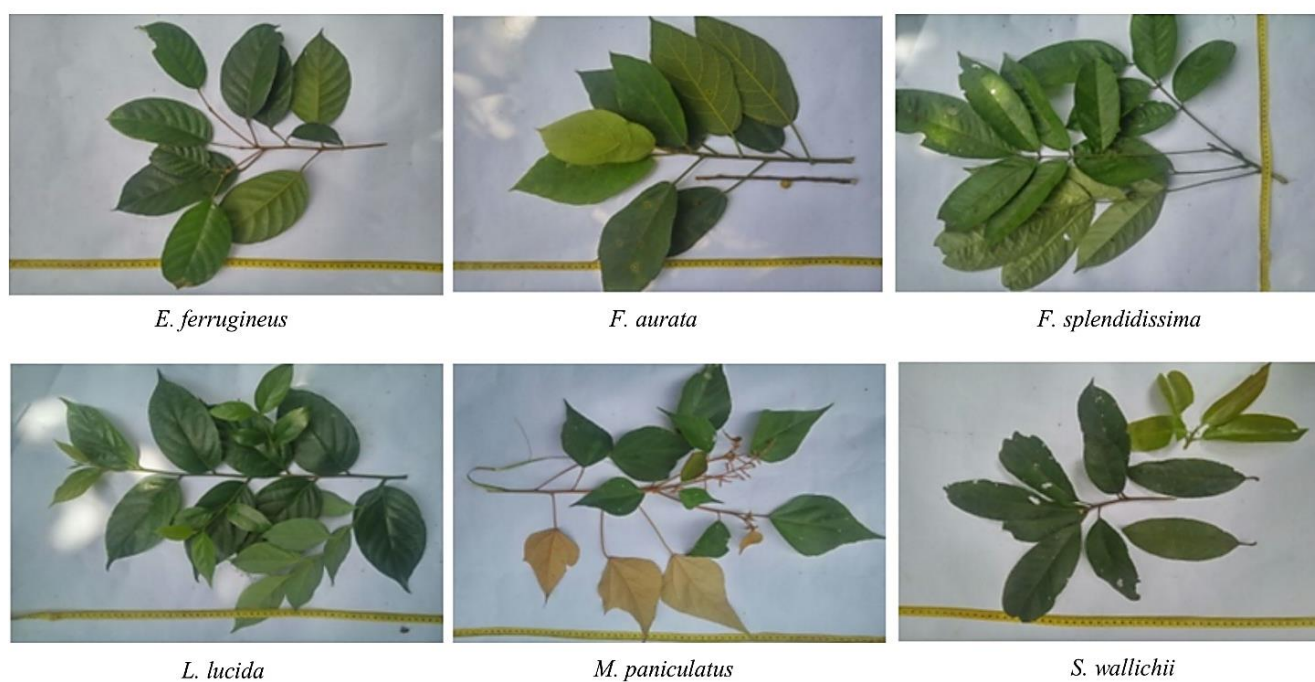 E. ferrugineus
F. aurata
F. splendidissima
L. lucida
M. paniculatus
S. wallichii